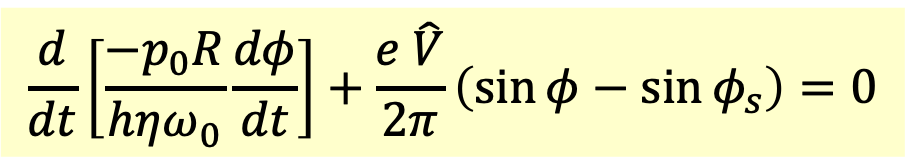 d/dt [−p₀R/hηω₀ dϕ/dt] + e V̂/2π (sin ϕ − sin ϕₛ) = 0